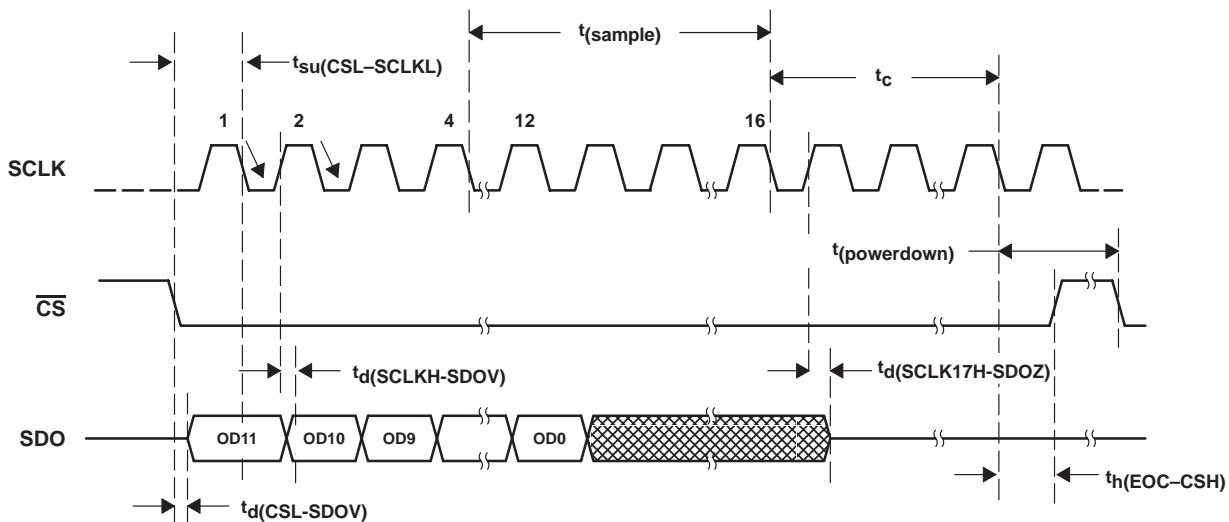 t(sample)
tsu(CSL–SCLKL)
tc
1 2 4 12 16
SCLK
t(powerdown)
CS
td(SCLKH-SDOV)
td(SCLK17H-SDOZ)
SDO
OD11 OD10 OD9 OD0
th(EOC–CSH)
td(CSL-SDOV)